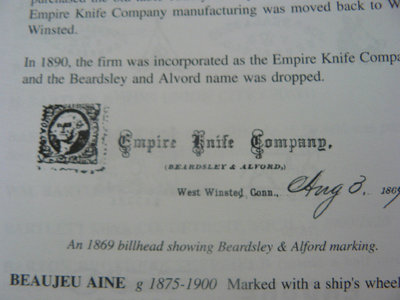 Empire Knife Company manufacturing was moved back to W
Winsted.
In 1890, the firm was incorporated as the Empire Knife Compa
and the Beardsley and Alvord name was dropped.
Empire Knife Company,
(BEARDSLEY & ALVORD,)
West Winsted, Conn., Aug 3, 1869
An 1869 billhead showing Beardsley & Alford marking.
BEAUJEU AINE g 1875-1900 Marked with a ship's wheel